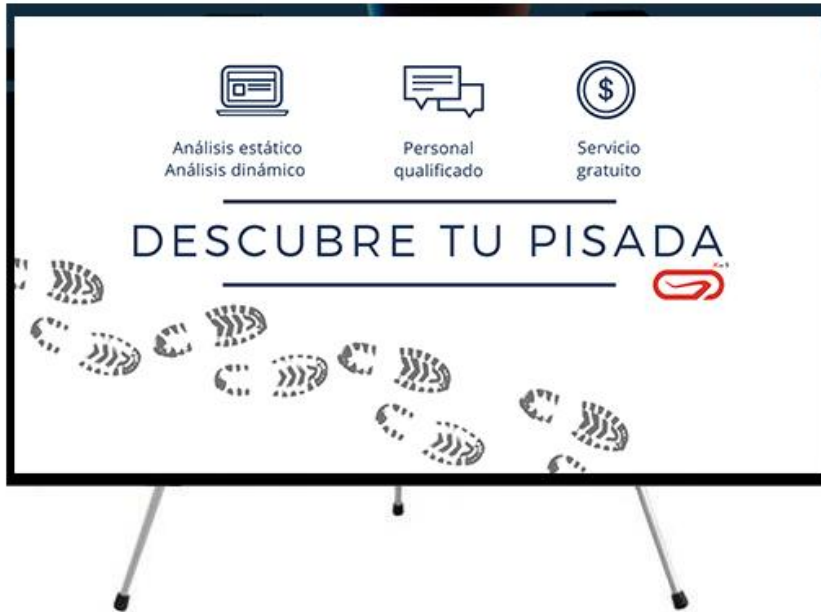 Análisis estático
Análisis dinámico
Personal
qualificado
Servicio
gratuito
DESCUBRE TU PISADA